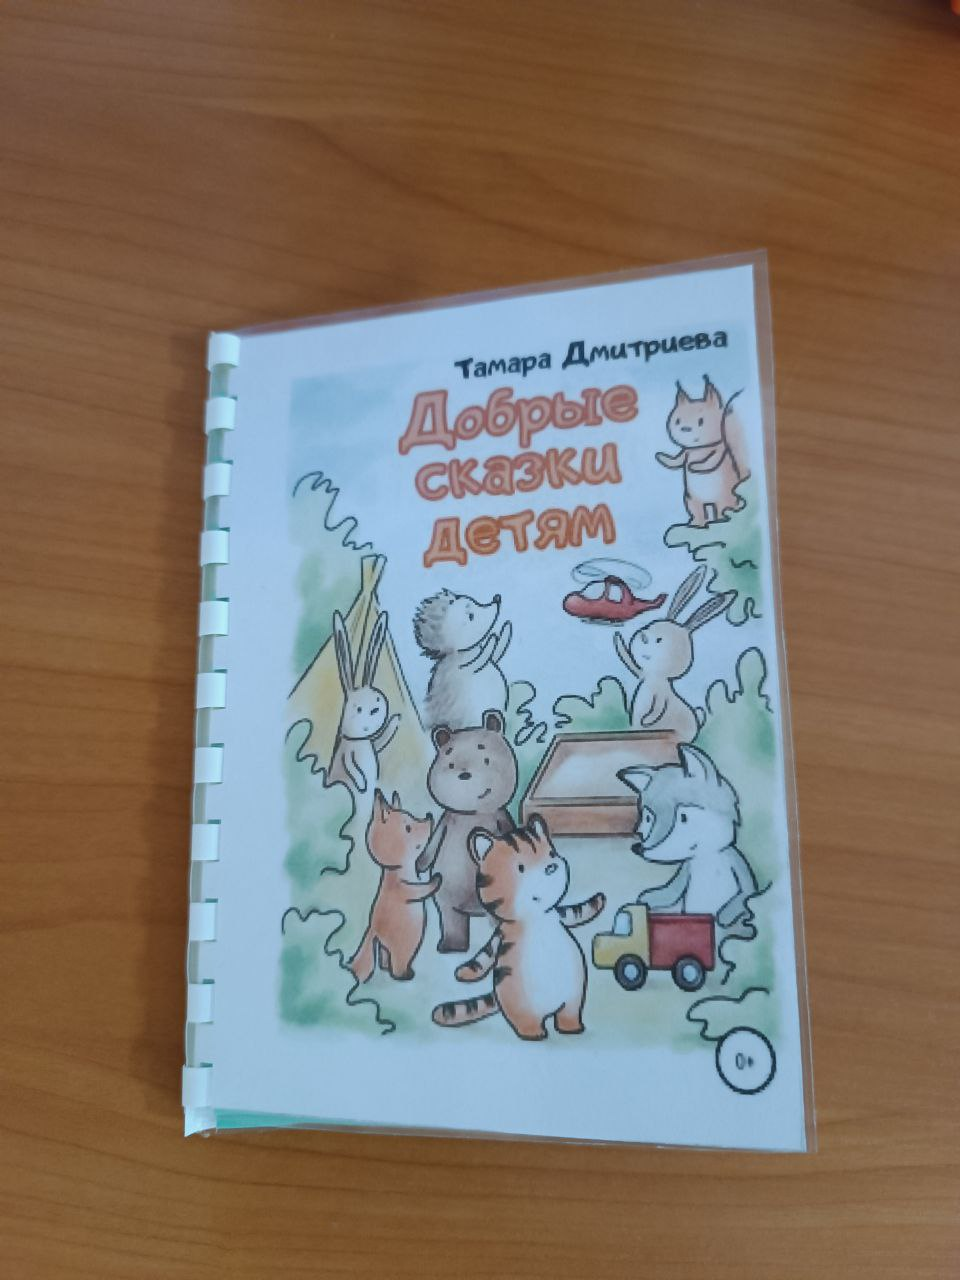 Тамара Дмитриева
Добрые
сказки
детям
0+